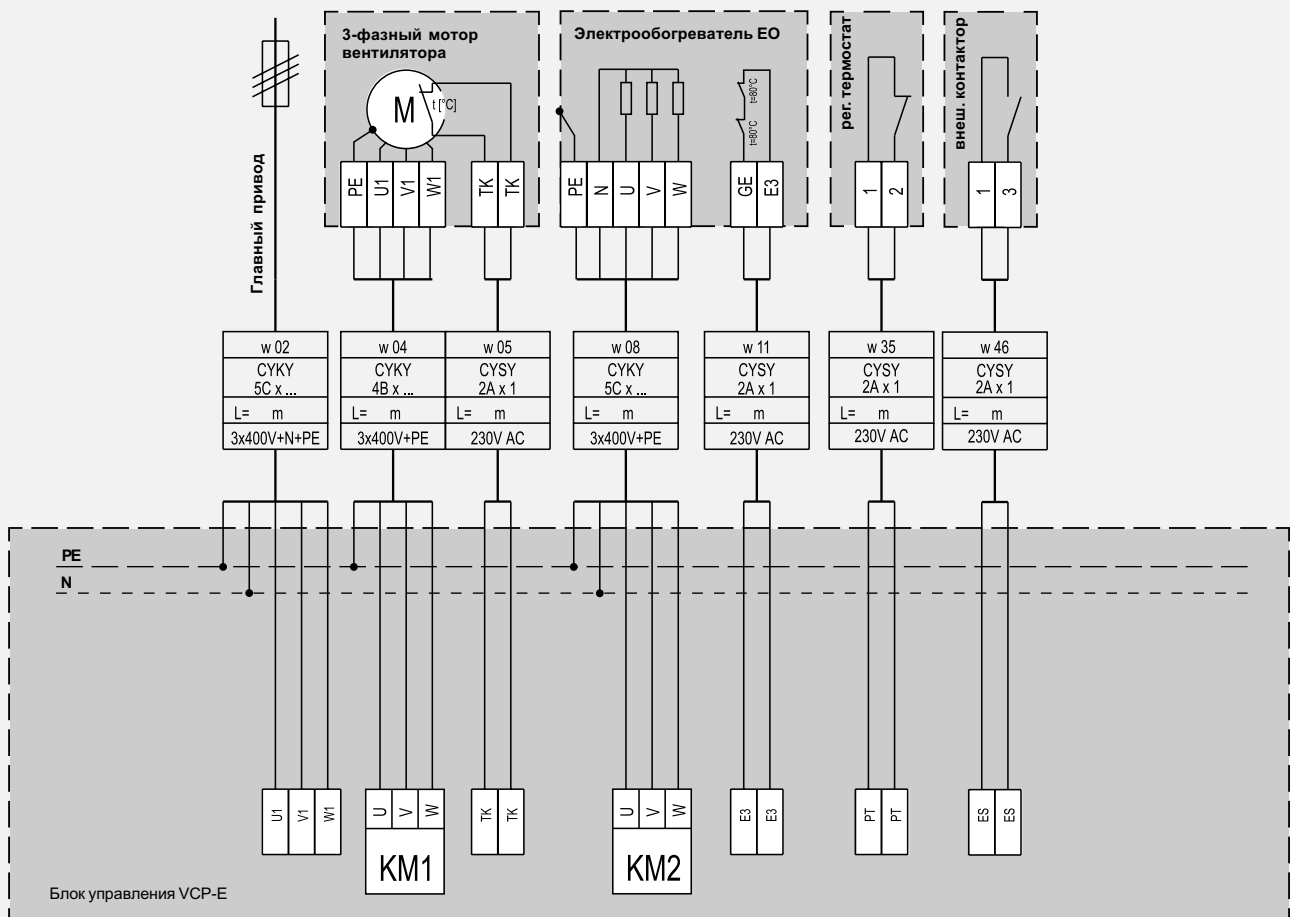 3-фазный мотор
вентилятора
Электрообогреватель EO
рег. термостат
внеш. контактор
Главный привод
M
t [°C]
t=80°C
t=80°C
PE
U1
V1
W1
TK
TK
PE
N
U
V
W
GE
E3
1
2
1
3
w 02
CYKY
5C x ...
L= m
3x400V+N+PE
w 04
CYKY
4B x ...
L= m
3x400V+PE
w 05
CYSY
2A x 1
L= m
230V AC
w 08
CYKY
5C x ...
L= m
3x400V+PE
w 11
CYSY
2A x 1
L= m
230V AC
w 35
CYSY
2A x 1
L= m
230V AC
w 46
CYSY
2A x 1
L= m
230V AC
PE
N
U1
V1
W1
U
V
W
KM1
TK
TK
U
V
W
KM2
E3
E3
PT
PT
ES
ES
Блок управления VCP-E